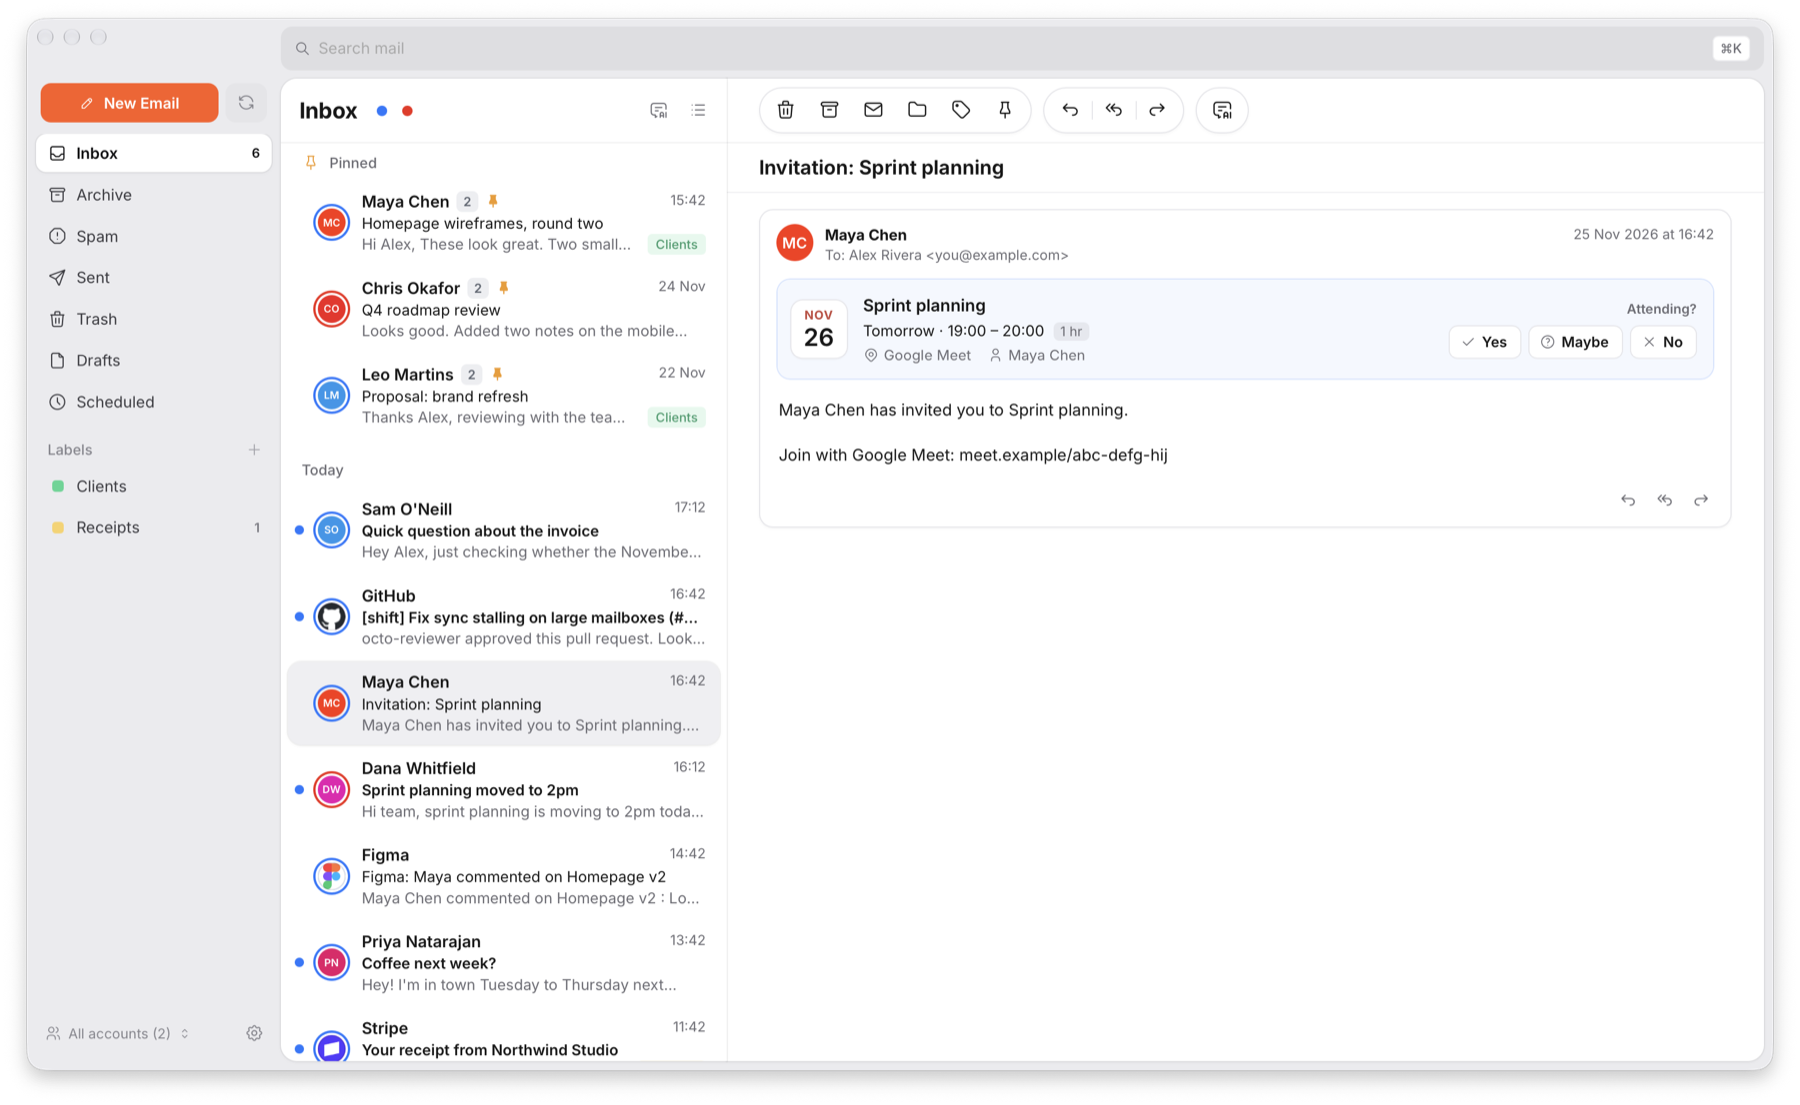 Search mail
⌘K
New Email
Inbox 6
Archive
Spam
Sent
Trash
Drafts
Scheduled
Labels
Clients
Receipts 1
All accounts (2)
Inbox
AI
Pinned
MC
Maya Chen 2 15:42
Homepage wireframes, round two
Hi Alex, These look great. Two small... Clients
CO
Chris Okafor 2 24 Nov
Q4 roadmap review
Looks good. Added two notes on the mobile...
LM
Leo Martins 2 22 Nov
Proposal: brand refresh
Thanks Alex, reviewing with the tea... Clients
Today
SO
Sam O'Neill 17:12
Quick question about the invoice
Hey Alex, just checking whether the Novembe...
GitHub 16:42
[shift] Fix sync stalling on large mailboxes (#...
octo-reviewer approved this pull request. Look...
MC
Maya Chen 16:42
Invitation: Sprint planning
Maya Chen has invited you to Sprint planning....
DW
Dana Whitfield 16:12
Sprint planning moved to 2pm
Hi team, sprint planning is moving to 2pm toda...
Figma 14:42
Figma: Maya commented on Homepage v2
Maya Chen commented on Homepage v2 : Lo...
PN
Priya Natarajan 13:42
Coffee next week?
Hey! I'm in town Tuesday to Thursday next...
Stripe 11:42
Your receipt from Northwind Studio
AI
Invitation: Sprint planning
MC
Maya Chen 25 Nov 2026 at 16:42
To: Alex Rivera <you@example.com>
NOV
26
Sprint planning
Tomorrow · 19:00 – 20:00 1 hr
Google Meet Maya Chen
Attending?
Yes Maybe No
Maya Chen has invited you to Sprint planning.
Join with Google Meet: meet.example/abc-defg-hij